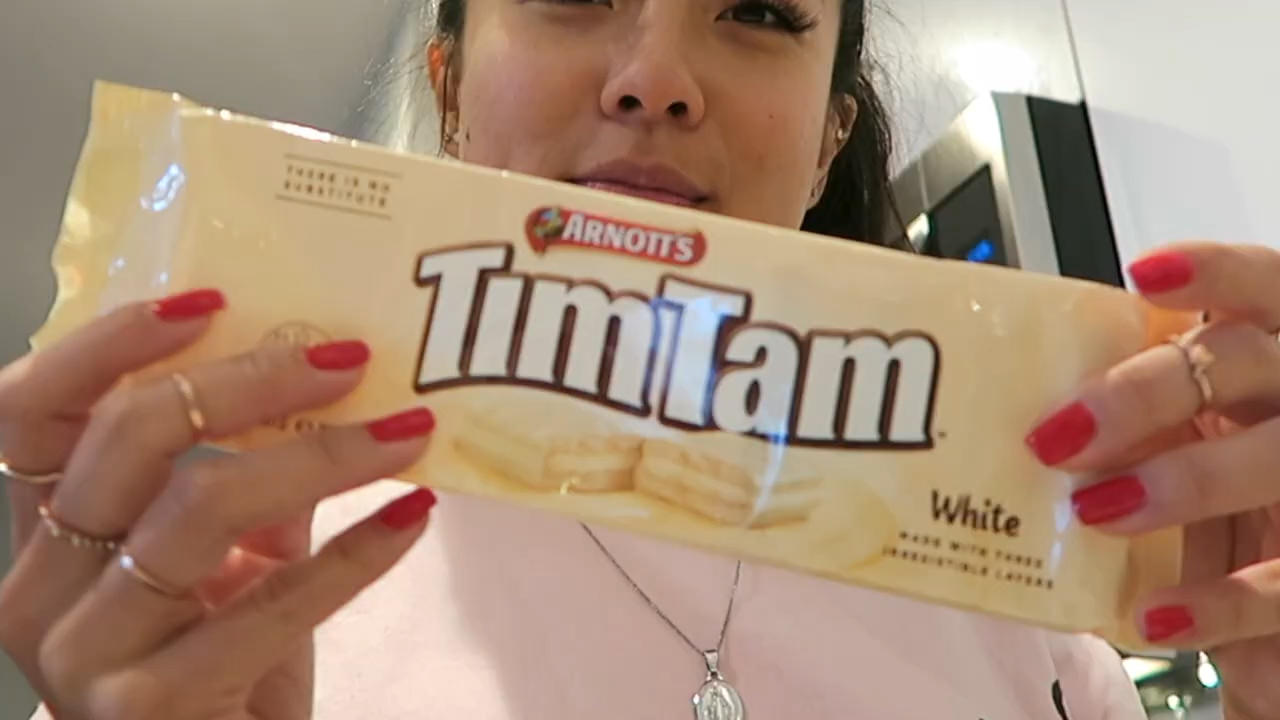 THERE IS NO
SUBSTITUTE
ARNOTT'S
TimTam
White
MADE WITH THREE
IRRESISTIBLE LAYERS